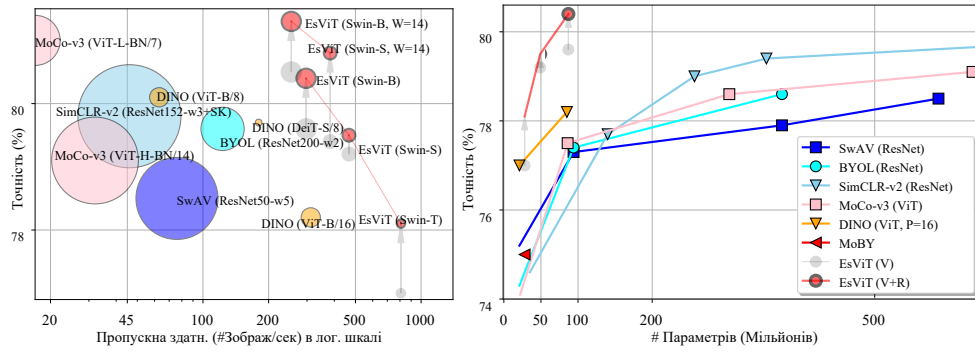 EsViT (Swin-B, W=14)
MoCo-v3 (ViT-L-BN/7)
EsViT (Swin-S, W=14)
EsViT (Swin-B)
DINO (ViT-B/8)
80
SimCLR-v2 (ResNet152-w3+SK)
DINO (DeiT-S/8)
BYOL (ResNet200-w2)
EsViT (Swin-S)
MoCo-v3 (ViT-H-BN/14)
SwAV (ResNet50-w5)
DINO (ViT-B/16)
EsViT (Swin-T)
78
Точність (%)
20 45 100 200 500 1000
Пропускна здатн. (#Зображ/сек) в лог. шкалі
80
78
76
74
Точність (%)
SwAV (ResNet)
BYOL (ResNet)
SimCLR-v2 (ResNet)
MoCo-v3 (ViT)
DINO (ViT, P=16)
MoBY
EsViT (V)
EsViT (V+R)
0 50 100 200 500
# Параметрів (Мільйонів)